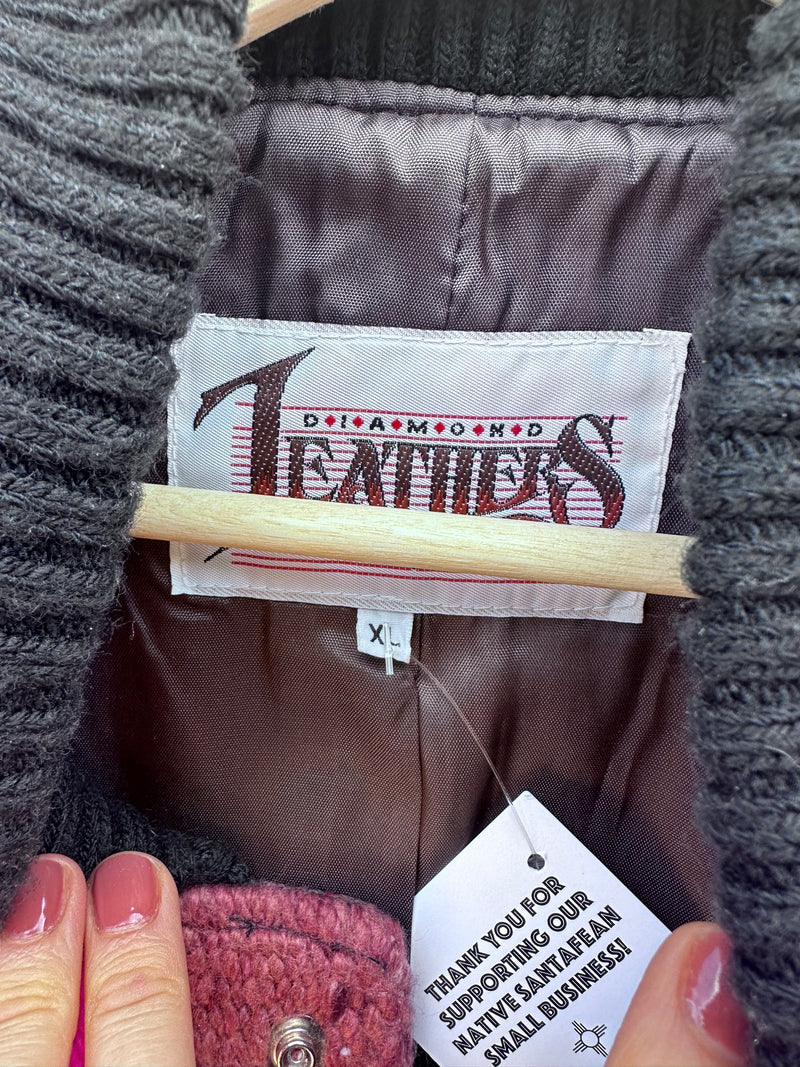 DIAMOND
LEATHERS
XL
THANK YOU FOR
SUPPORTING OUR
NATIVE SANTAFEAN
SMALL BUSINESS!